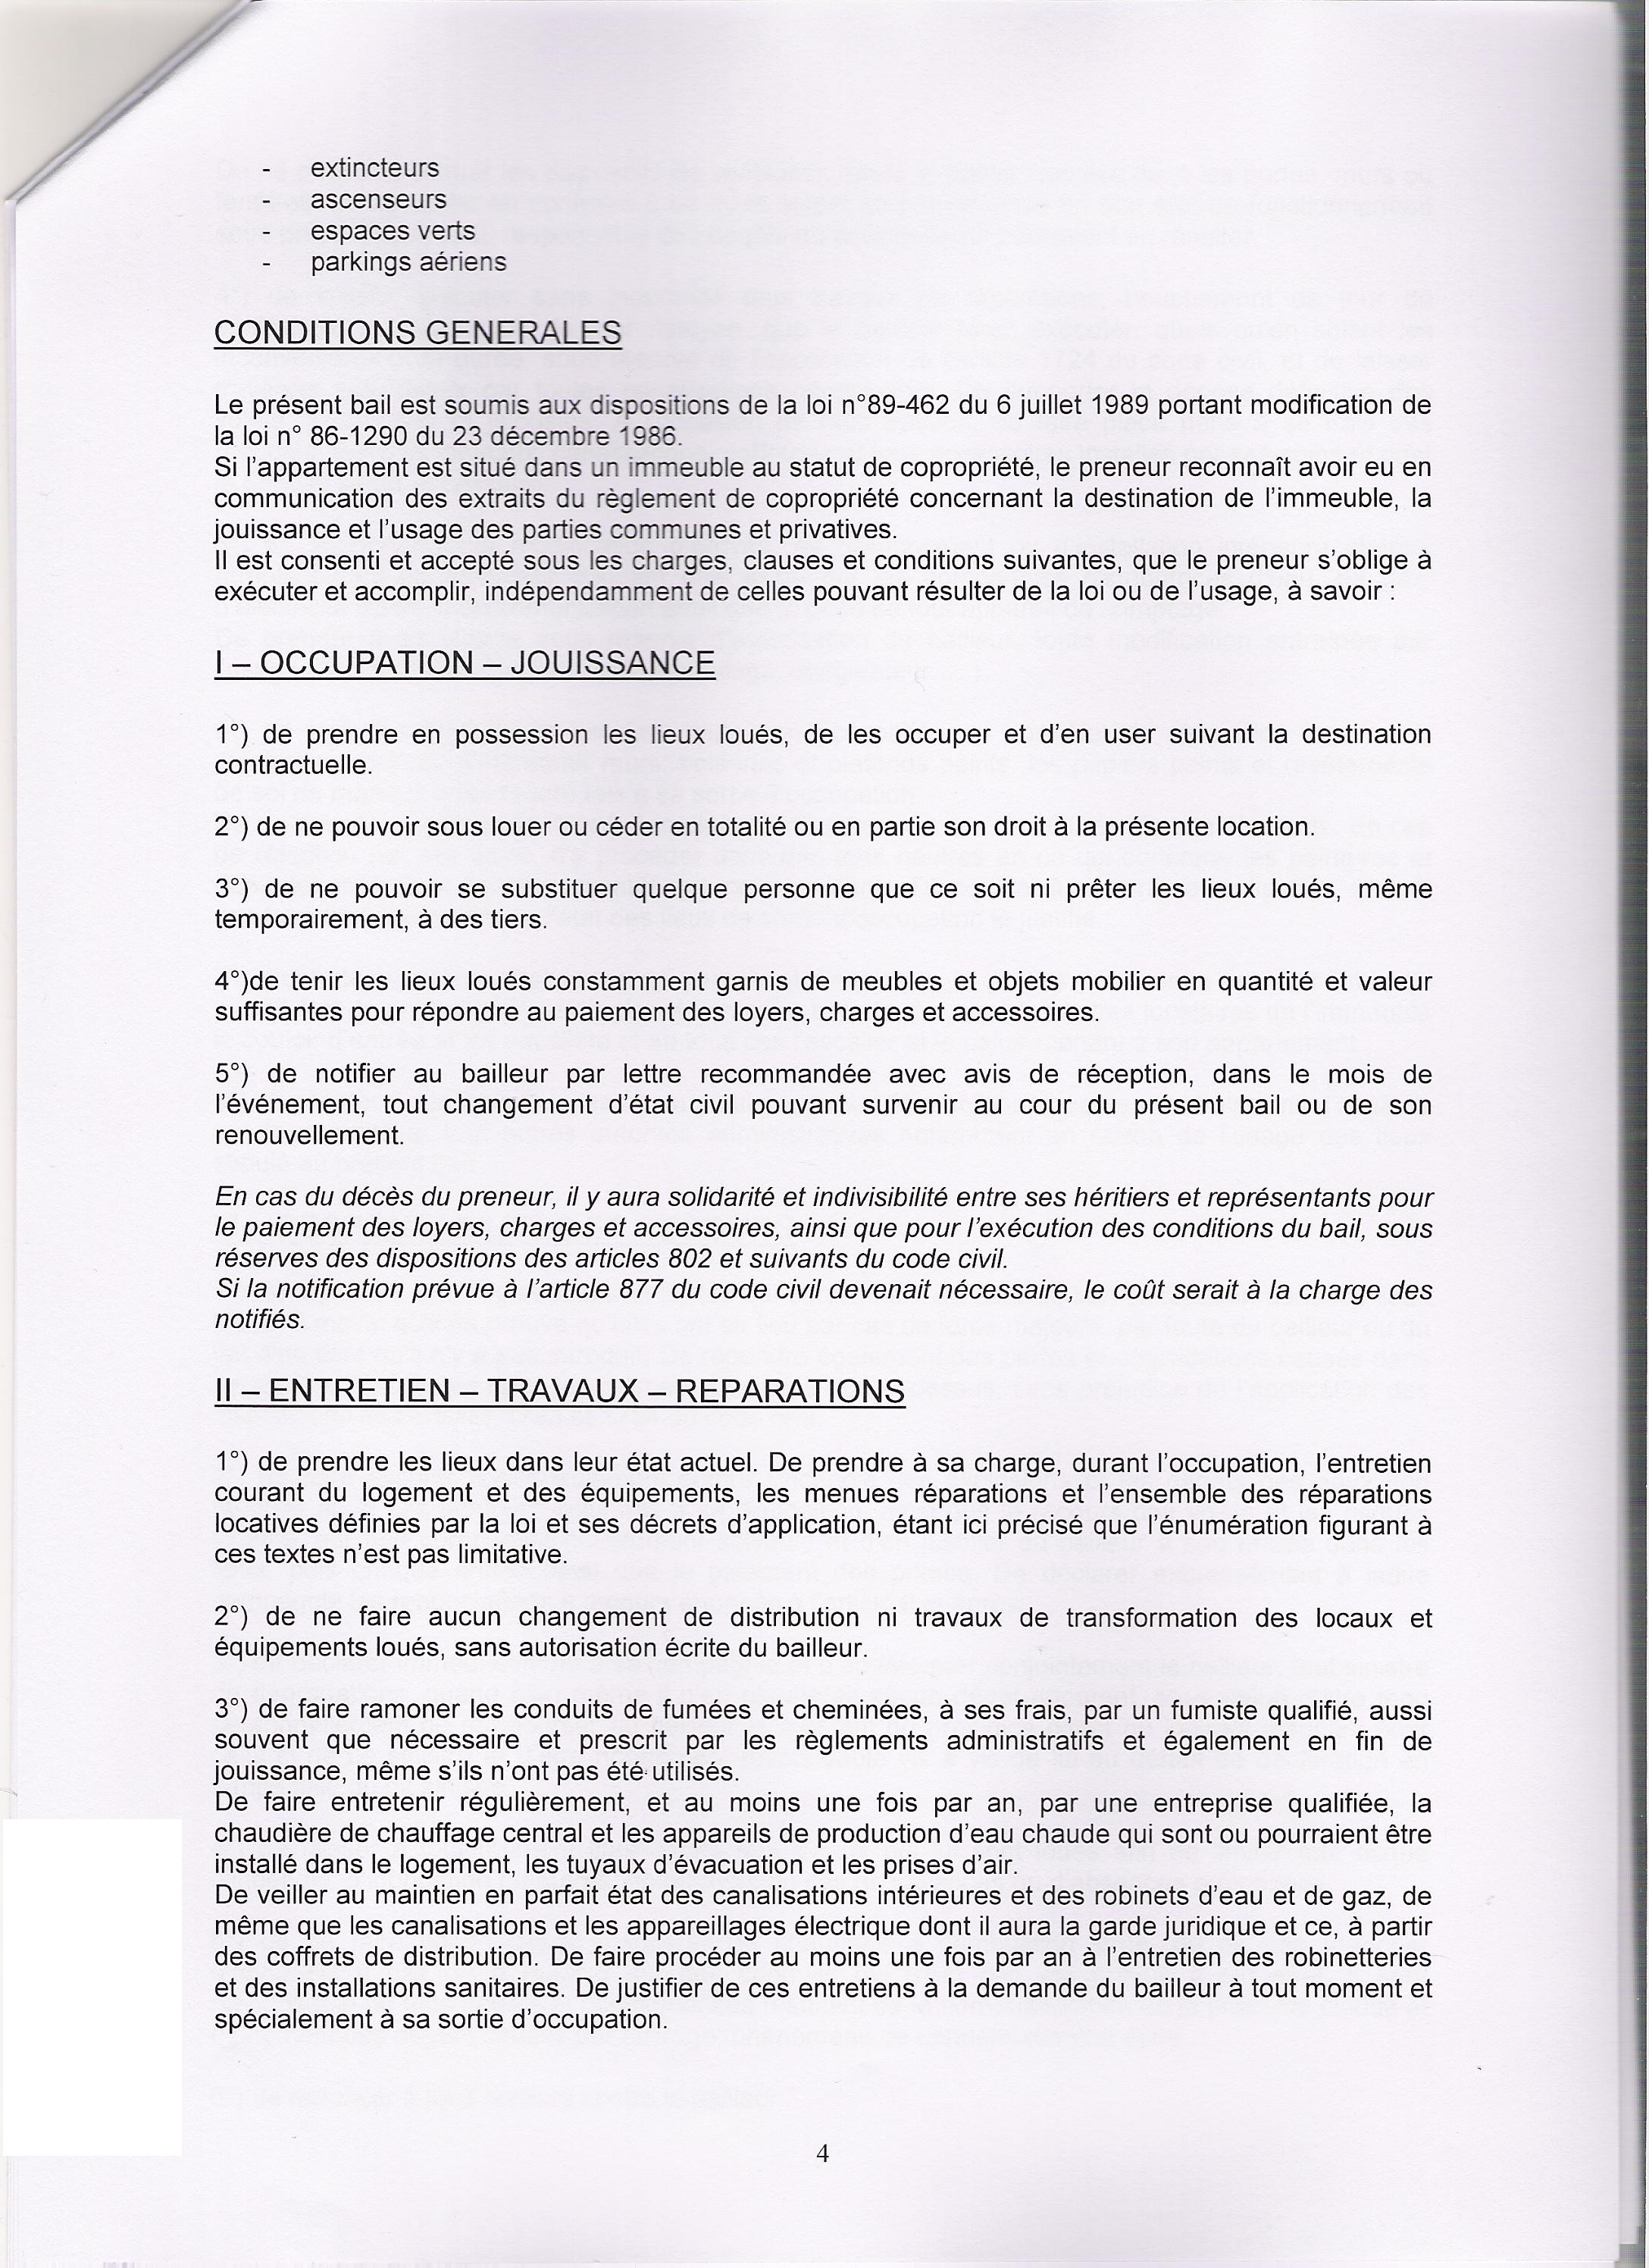 - extincteurs
- ascenseurs
- espaces verts
- parkings aériens
CONDITIONS GENERALES
Le présent bail est soumis aux dispositions de la loi n°89-462 du 6 juillet 1989 portant modification de
la loi n° 86-1290 du 23 décembre 1986.
Si l'appartement est situé dans un immeuble au statut de copropriété, le preneur reconnaît avoir eu en
communication des extraits du règlement de copropriété concernant la destination de l'immeuble, la
jouissance et l'usage des parties communes et privatives.
Il est consenti et accepté sous les charges, clauses et conditions suivantes, que le preneur s'oblige à
exécuter et accomplir, indépendamment de celles pouvant résulter de la loi ou de l'usage, à savoir :
I – OCCUPATION – JOUISSANCE
1°) de prendre en possession les lieux loués, de les occuper et d'en user suivant la destination
contractuelle.
2°) de ne pouvoir sous louer ou céder en totalité ou en partie son droit à la présente location.
3°) de ne pouvoir se substituer quelque personne que ce soit ni prêter les lieux loués, même
temporairement, à des tiers.
4°)de tenir les lieux loués constamment garnis de meubles et objets mobilier en quantité et valeur
suffisantes pour répondre au paiement des loyers, charges et accessoires.
5°) de notifier au bailleur par lettre recommandée avec avis de réception, dans le mois de
l'événement, tout changement d'état civil pouvant survenir au cour du présent bail ou de son
renouvellement.
En cas du décès du preneur, il y aura solidarité et indivisibilité entre ses héritiers et représentants pour
le paiement des loyers, charges et accessoires, ainsi que pour l'exécution des conditions du bail, sous
réserves des dispositions des articles 802 et suivants du code civil.
Si la notification prévue à l'article 877 du code civil devenait nécessaire, le coût serait à la charge des
notifiés.
II – ENTRETIEN – TRAVAUX – REPARATIONS
1°) de prendre les lieux dans leur état actuel. De prendre à sa charge, durant l'occupation, l'entretien
courant du logement et des équipements, les menues réparations et l'ensemble des réparations
locatives définies par la loi et ses décrets d'application, étant ici précisé que l'énumération figurant à
ces textes n'est pas limitative.
2°) de ne faire aucun changement de distribution ni travaux de transformation des locaux et
équipements loués, sans autorisation écrite du bailleur.
3°) de faire ramoner les conduits de fumées et cheminées, à ses frais, par un fumiste qualifié, aussi
souvent que nécessaire et prescrit par les règlements administratifs et également en fin de
jouissance, même s'ils n'ont pas été utilisés.
De faire entretenir régulièrement, et au moins une fois par an, par une entreprise qualifiée, la
chaudière de chauffage central et les appareils de production d'eau chaude qui sont ou pourraient être
installé dans le logement, les tuyaux d'évacuation et les prises d'air.
De veiller au maintien en parfait état des canalisations intérieures et des robinets d'eau et de gaz, de
même que les canalisations et les appareillages électrique dont il aura la garde juridique et ce, à partir
des coffrets de distribution. De faire procéder au moins une fois par an à l'entretien des robinetteries
et des installations sanitaires. De justifier de ces entretiens à la demande du bailleur à tout moment et
spécialement à sa sortie d'occupation.
4